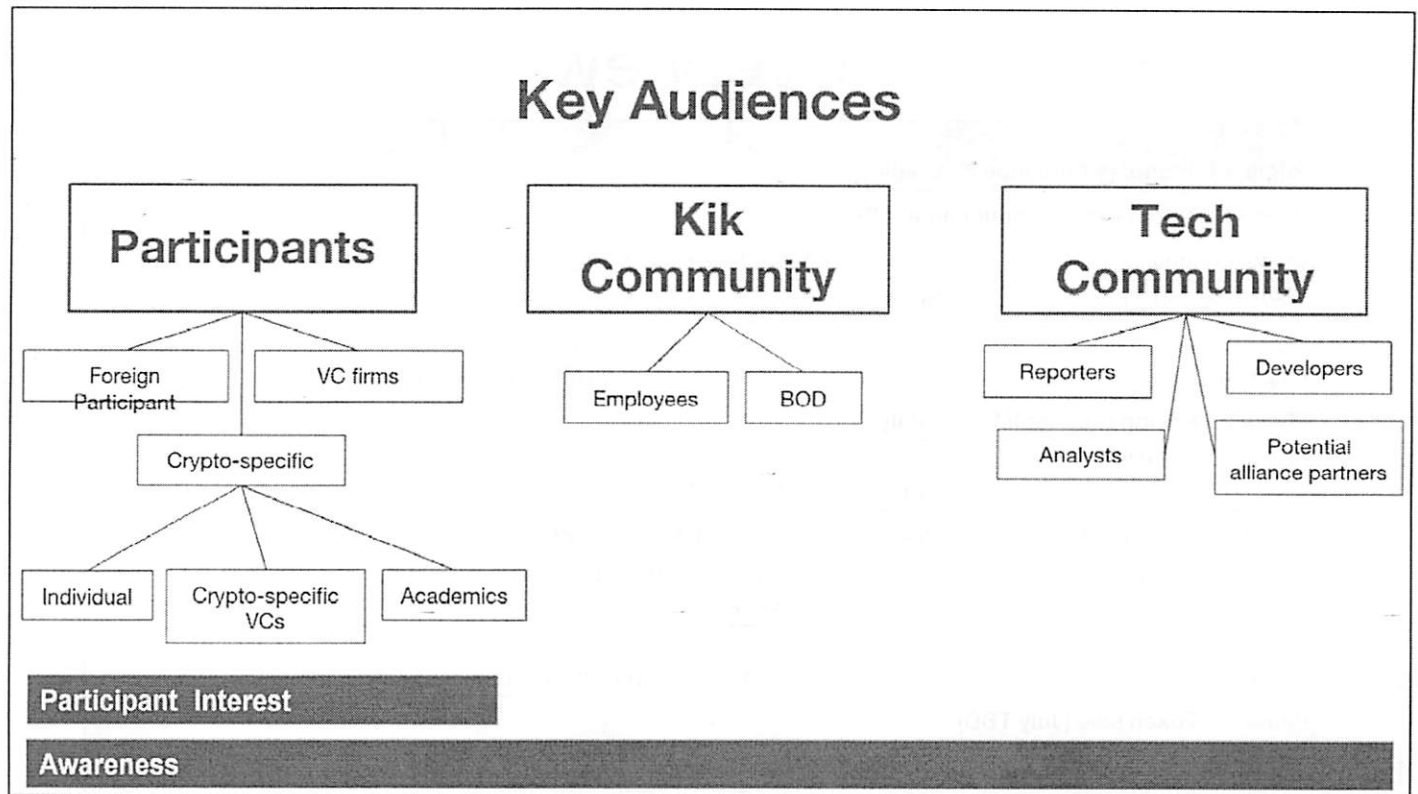 Key Audiences
Participants
Kik
Community
Tech
Community
Foreign
Participant
VC firms
Employees
BOD
Reporters
Developers
Crypto-specific
Analysts
Potential
alliance partners
Individual
Crypto-specific
VCs
Academics
Participant Interest
Awareness